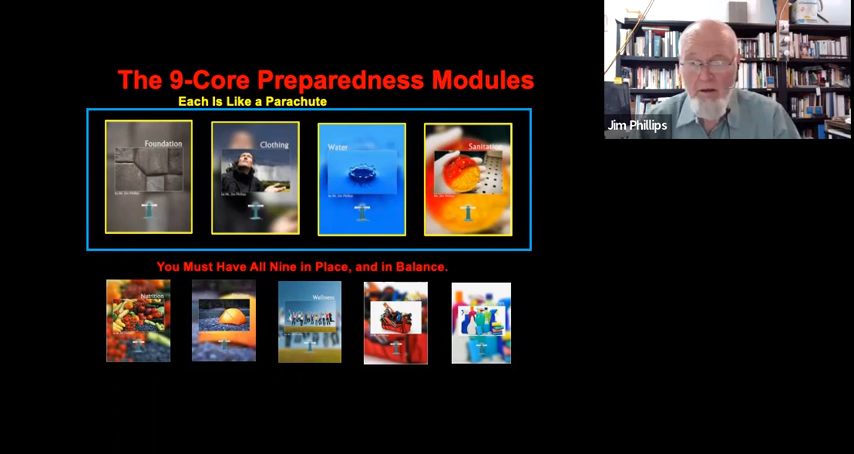 The 9-Core Preparedness Modules
Each Is Like a Parachute
Foundation
Clothing
Water
Sanitation
You Must Have All Nine in Place, and in Balance.
Nutrition
Wellness
Jim Phillips